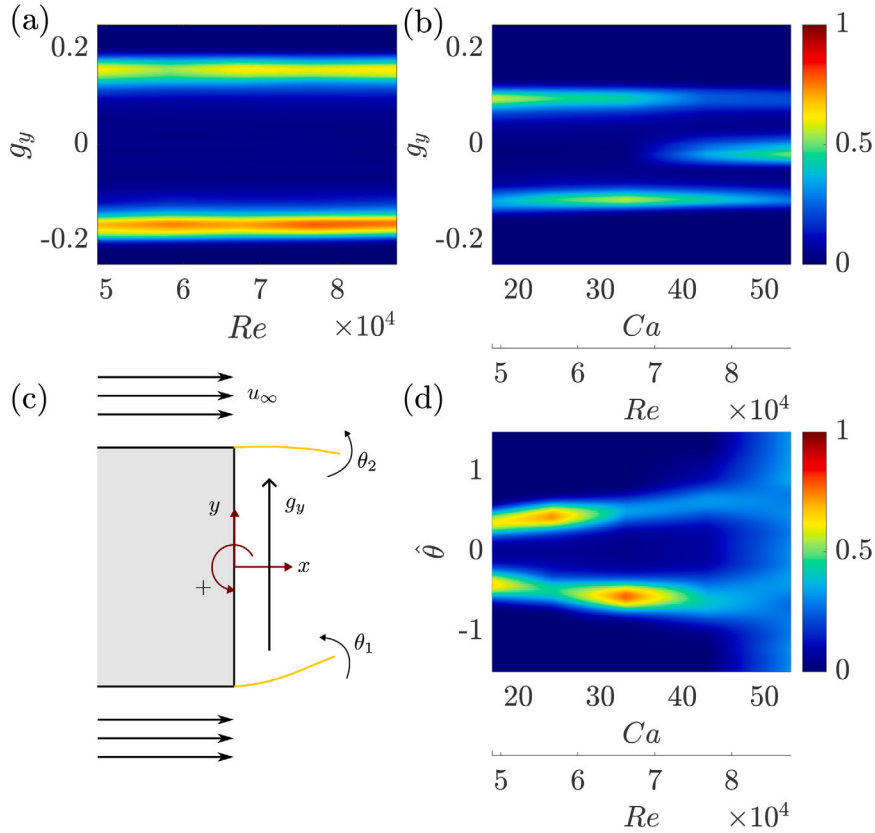 (a)
0.2
0
-0.2
g_y
5 6 7 8
Re ×10^4
(b)
0.2
0
-0.2
g_y
20 30 40 50
Ca
5 6 7 8
Re ×10^4
1
0.5
0
(c)
u_∞
θ_2
y
g_y
x
+
θ_1
(d)
1
0
-1
θ̂
20 30 40 50
Ca
5 6 7 8
Re ×10^4
1
0.5
0